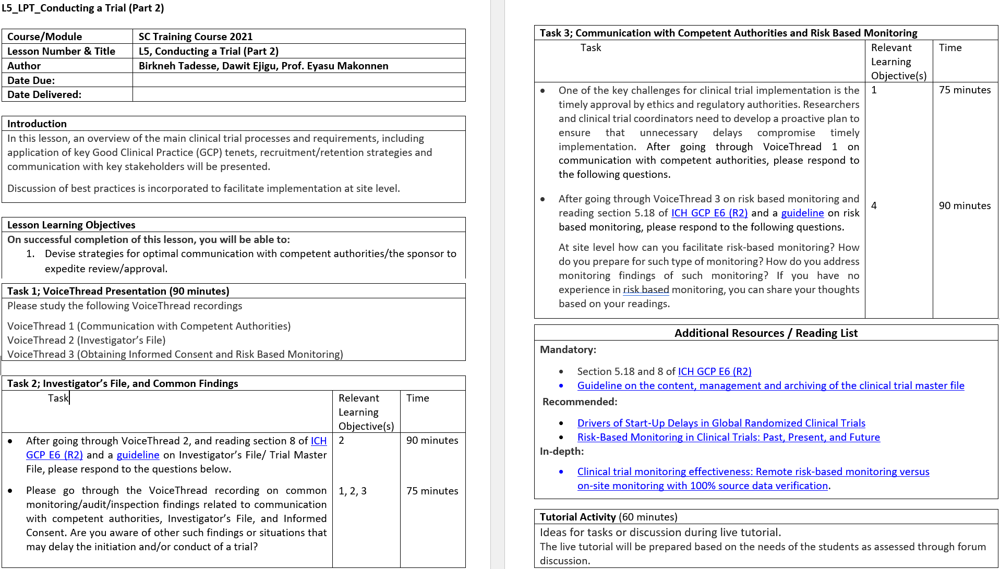 L5_LPT_Conducting a Trial (Part 2)
Course/Module SC Training Course 2021
Lesson Number & Title L5, Conducting a Trial (Part 2)
Author Birkneh Tadesse, Dawit Ejigu, Prof. Eyasu Makonnen
Date Due:
Date Delivered:
Introduction
In this lesson, an overview of the main clinical trial processes and requirements, including
application of key Good Clinical Practice (GCP) tenets, recruitment/retention strategies and
communication with key stakeholders will be presented.
Discussion of best practices is incorporated to facilitate implementation at site level.
Lesson Learning Objectives
On successful completion of this lesson, you will be able to:
1. Devise strategies for optimal communication with competent authorities/the sponsor to
expedite review/approval.
Task 1; VoiceThread Presentation (90 minutes)
Please study the following VoiceThread recordings
VoiceThread 1 (Communication with Competent Authorities)
VoiceThread 2 (Investigator’s File)
VoiceThread 3 (Obtaining Informed Consent and Risk Based Monitoring)
Task 2; Investigator’s File, and Common Findings
Task
Relevant
Learning
Objective(s)
Time
• After going through VoiceThread 2, and reading section 8 of ICH
GCP E6 (R2) and a guideline on Investigator’s File/ Trial Master
File, please respond to the questions below.
2
90 minutes
• Please go through the VoiceThread recording on common
monitoring/audit/inspection findings related to communication
with competent authorities, Investigator’s File, and Informed
Consent. Are you aware of other such findings or situations that
may delay the initiation and/or conduct of a trial?
1, 2, 3
75 minutes
Task 3; Communication with Competent Authorities and Risk Based Monitoring
Task
Relevant
Learning
Objective(s)
Time
• One of the key challenges for clinical trial implementation is the
timely approval by ethics and regulatory authorities. Researchers
and clinical trial coordinators need to develop a proactive plan to
ensure that unnecessary delays compromise timely
implementation. After going through VoiceThread 1 on
communication with competent authorities, please respond to
the following questions.
1
75 minutes
• After going through VoiceThread 3 on risk based monitoring and
reading section 5.18 of ICH GCP E6 (R2) and a guideline on risk
based monitoring, please respond to the following questions.
4
90 minutes
At site level how can you facilitate risk-based monitoring? How
do you prepare for such type of monitoring? How do you address
monitoring findings of such monitoring? If you have no
experience in risk based monitoring, you can share your thoughts
based on your readings.
Additional Resources / Reading List
Mandatory:
• Section 5.18 and 8 of ICH GCP E6 (R2)
• Guideline on the content, management and archiving of the clinical trial master file
Recommended:
• Drivers of Start-Up Delays in Global Randomized Clinical Trials
• Risk-Based Monitoring in Clinical Trials: Past, Present, and Future
In-depth:
• Clinical trial monitoring effectiveness: Remote risk-based monitoring versus
on-site monitoring with 100% source data verification.
Tutorial Activity (60 minutes)
Ideas for tasks or discussion during live tutorial.
The live tutorial will be prepared based on the needs of the students as assessed through forum
discussion.